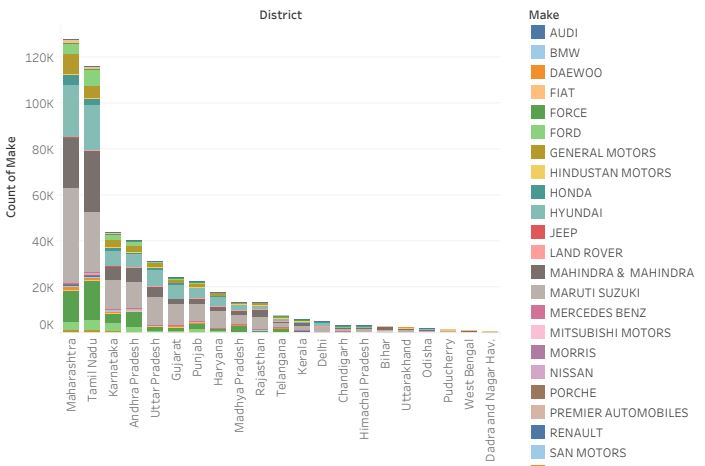 District
Make
Count of Make
120K
100K
80K
60K
40K
20K
0K
Maharashtra
Tamil Nadu
Karnataka
Andhra Pradesh
Uttar Pradesh
Gujarat
Punjab
Haryana
Madhya Pradesh
Rajasthan
Telangana
Kerala
Delhi
Chandigarh
Himachal Pradesh
Bihar
Uttarakhand
Odisha
Puducherry
West Bengal
Dadra and Nagar Hav.
AUDI
BMW
DAEWOO
FIAT
FORCE
FORD
GENERAL MOTORS
HINDUSTAN MOTORS
HONDA
HYUNDAI
JEEP
LAND ROVER
MAHINDRA & MAHINDRA
MARUTI SUZUKI
MERCEDES BENZ
MITSUBISHI MOTORS
MORRIS
NISSAN
PORCHE
PREMIER AUTOMOBILES
RENAULT
SAN MOTORS